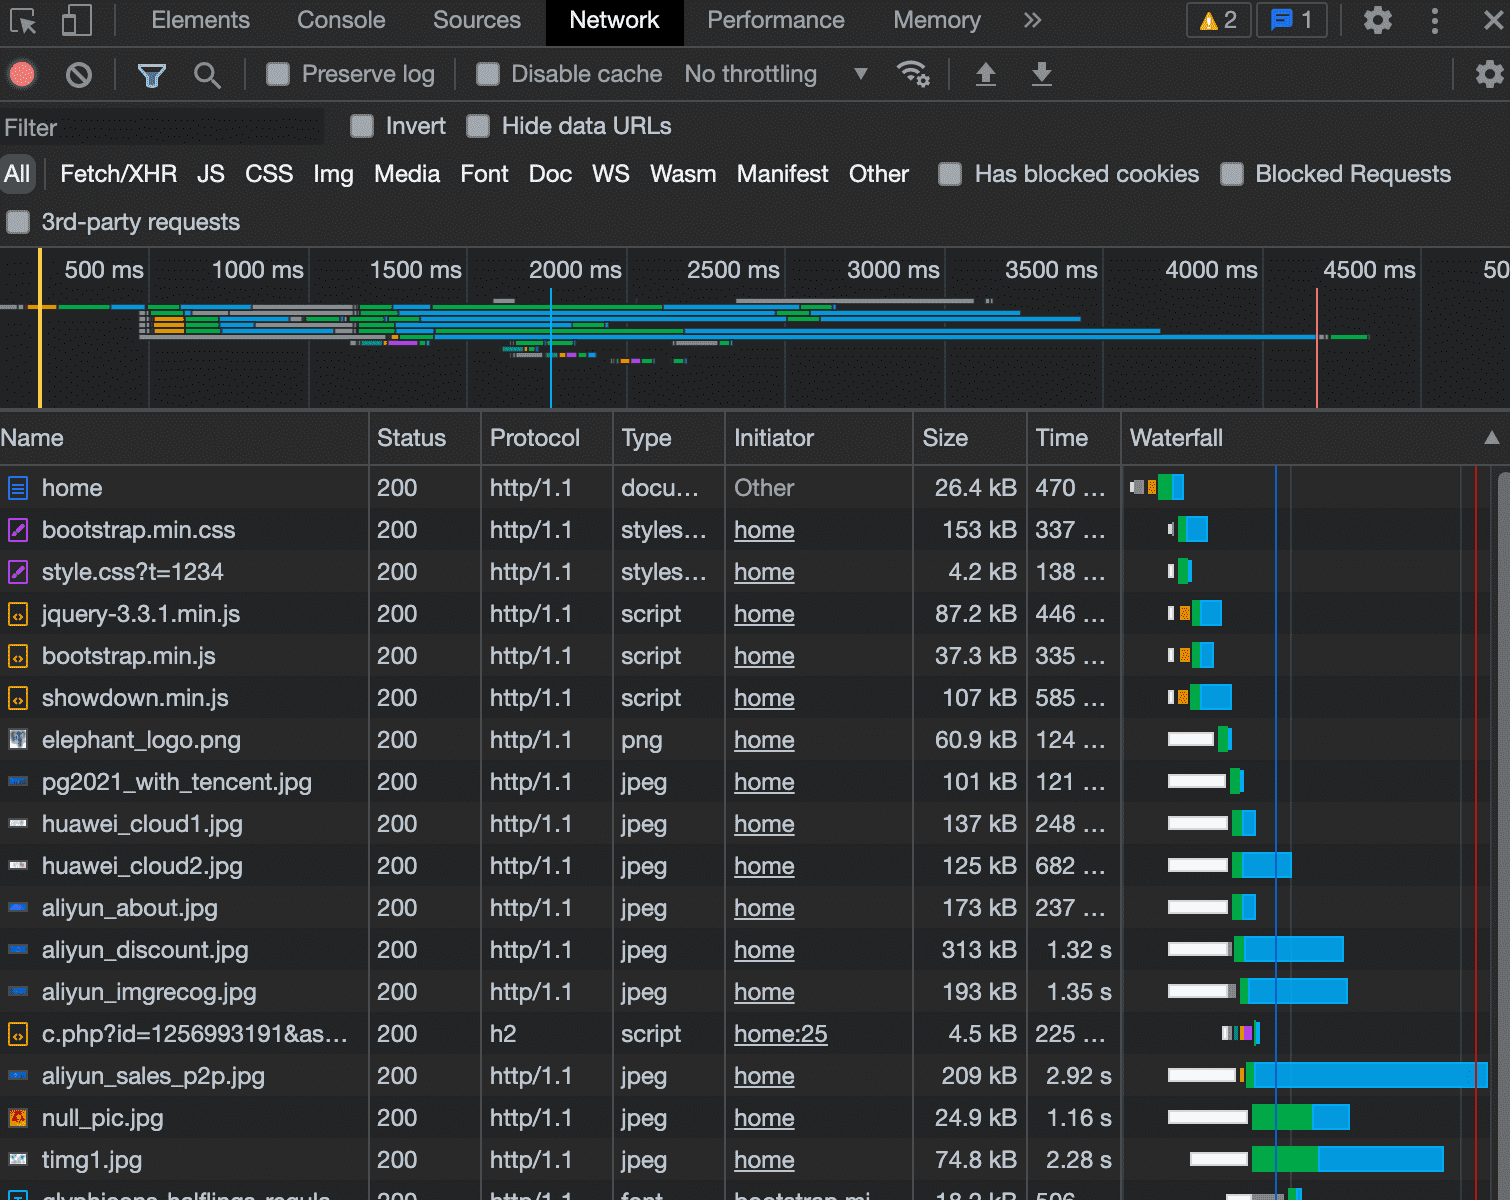 Elements Console Sources Network Performance Memory 2 1
Preserve log Disable cache No throttling
Filter Invert Hide data URLs
All Fetch/XHR JS CSS Img Media Font Doc WS Wasm Manifest Other Has blocked cookies Blocked Requests
3rd-party requests
500 ms 1000 ms 1500 ms 2000 ms 2500 ms 3000 ms 3500 ms 4000 ms 4500 ms 50
Name Status Protocol Type Initiator Size Time Waterfall
home 200 http/1.1 docu... Other 26.4 kB 470 ...
bootstrap.min.css 200 http/1.1 styles... home 153 kB 337 ...
style.css?t=1234 200 http/1.1 styles... home 4.2 kB 138 ...
jquery-3.3.1.min.js 200 http/1.1 script home 87.2 kB 446 ...
bootstrap.min.js 200 http/1.1 script home 37.3 kB 335 ...
showdown.min.js 200 http/1.1 script home 107 kB 585 ...
elephant_logo.png 200 http/1.1 png home 60.9 kB 124 ...
pg2021_with_tencent.jpg 200 http/1.1 jpeg home 101 kB 121 ...
huawei_cloud1.jpg 200 http/1.1 jpeg home 137 kB 248 ...
huawei_cloud2.jpg 200 http/1.1 jpeg home 125 kB 682 ...
aliyun_about.jpg 200 http/1.1 jpeg home 173 kB 237 ...
aliyun_discount.jpg 200 http/1.1 jpeg home 313 kB 1.32 s
aliyun_imgrecog.jpg 200 http/1.1 jpeg home 193 kB 1.35 s
c.php?id=1256993191&as... 200 h2 script home:25 4.5 kB 225 ...
aliyun_sales_p2p.jpg 200 http/1.1 jpeg home 209 kB 2.92 s
null_pic.jpg 200 http/1.1 jpeg home 24.9 kB 1.16 s
timg1.jpg 200 http/1.1 jpeg home 74.8 kB 2.28 s
200 http/1.1 font